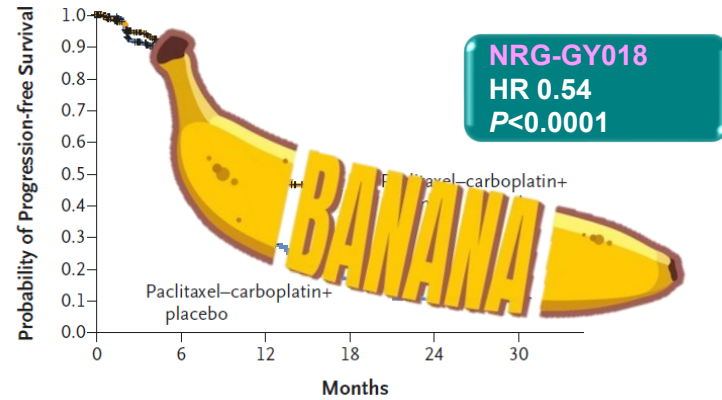 Probability of Progression-free Survival
1.0
0.9
0.8
0.7
0.6
0.5
0.4
0.3
0.2
0.1
0.0
NRG-GY018
HR 0.54
P<0.0001
BANANA
carboplatin+
Paclitaxel–carboplatin+
placebo
0
6
12
18
24
30
Months